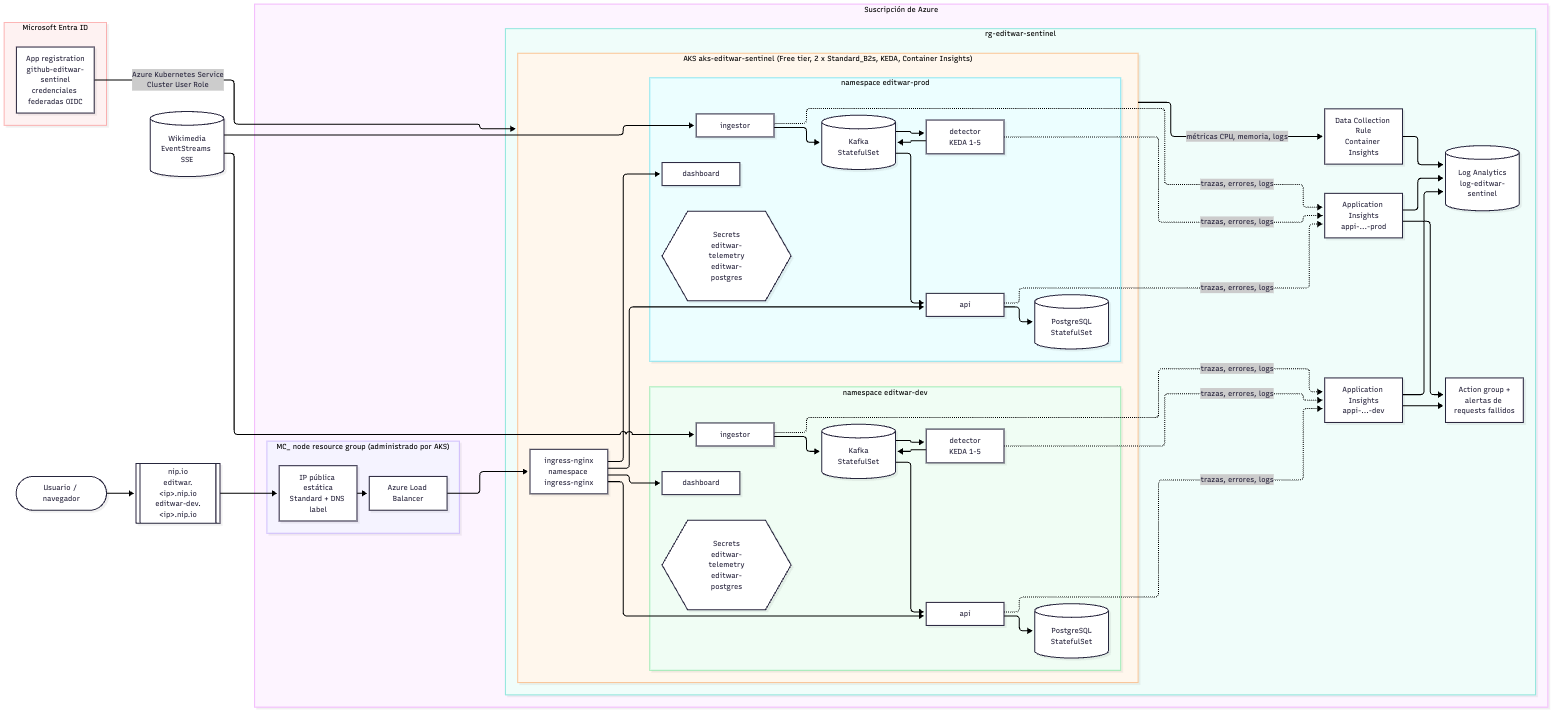 Suscripción de Azure
Microsoft Entra ID
App registration
github-editwar-
sentinel
credenciales
federadas OIDC
Azure Kubernetes Service
Cluster User Role
Wikimedia
EventStreams
SSE
rg-editwar-sentinel
AKS aks-editwar-sentinel (Free tier, 2 x Standard_B2s, KEDA, Container Insights)
namespace editwar-prod
ingestor
Kafka
StatefulSet
detector
KEDA 1-5
dashboard
Secrets
editwar-
telemetry
editwar-
postgres
api
PostgreSQL
StatefulSet
métricas CPU, memoria, logs
Data Collection
Rule
Container
Insights
Log Analytics
log-editwar-
sentinel
trazas, errores, logs
trazas, errores, logs
trazas, errores, logs
Application
Insights
appi-...-prod
namespace editwar-dev
ingestor
Kafka
StatefulSet
detector
KEDA 1-5
dashboard
Secrets
editwar-
telemetry
editwar-
postgres
api
PostgreSQL
StatefulSet
trazas, errores, logs
trazas, errores, logs
trazas, errores, logs
Application
Insights
appi-...-dev
Action group +
alertas de
requests fallidos
MC_ node resource group (administrado por AKS)
Usuario /
navegador
nip.io
editwar.
<ip>.nip.io
editwar-dev.
<ip>.nip.io
IP pública
estática
Standard + DNS
label
Azure Load
Balancer
ingress-nginx
namespace
ingress-nginx